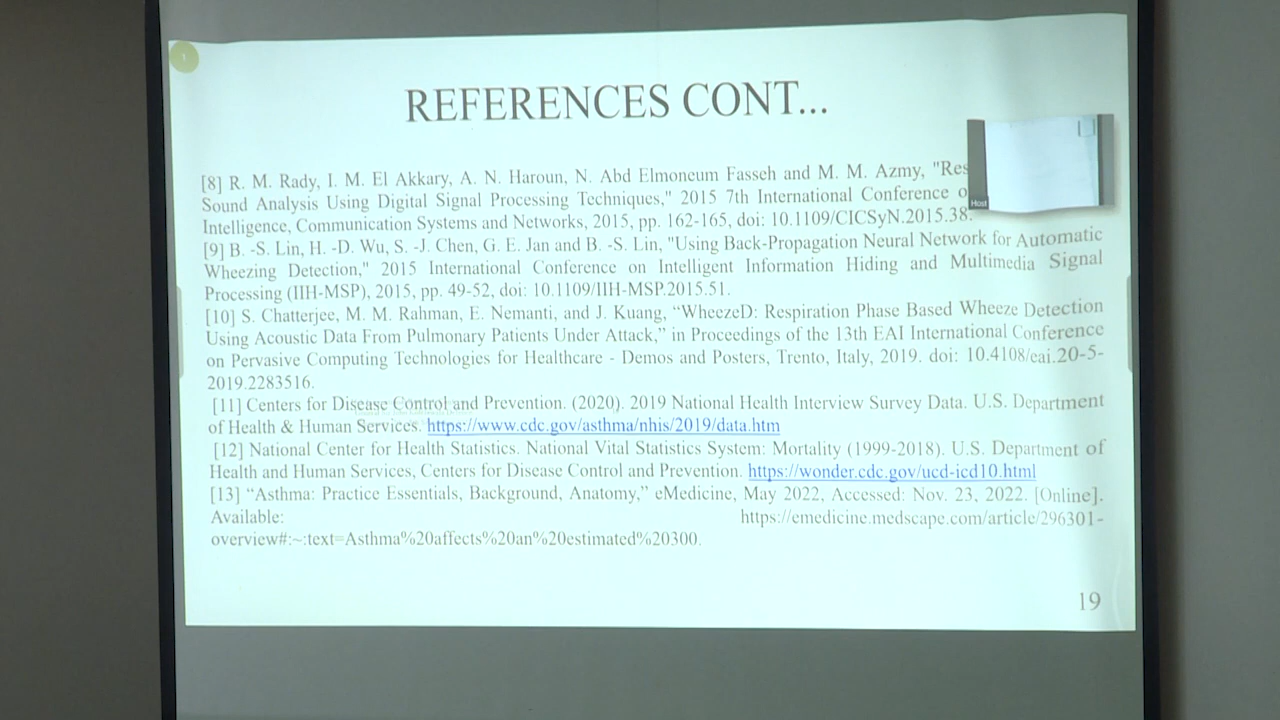 1
REFERENCES CONT...
[8] R. M. Rady, I. M. El Akkary, A. N. Haroun, N. Abd Elmoneum Fasseh and M. M. Azmy, "Res
Sound Analysis Using Digital Signal Processing Techniques," 2015 7th International Conference o
Intelligence, Communication Systems and Networks, 2015, pp. 162-165, doi: 10.1109/CICSyN.2015.38.
Host
[9] B. -S. Lin, H. -D. Wu, S. -J. Chen, G. E. Jan and B. -S. Lin, "Using Back-Propagation Neural Network for Automatic
Wheezing Detection," 2015 International Conference on Intelligent Information Hiding and Multimedia Signal
Processing (IIH-MSP), 2015, pp. 49-52, doi: 10.1109/IIH-MSP.2015.51.
[10] S. Chatterjee, M. M. Rahman, E. Nemanti, and J. Kuang, “WheezeD: Respiration Phase Based Wheeze Detection
Using Acoustic Data From Pulmonary Patients Under Attack,” in Proceedings of the 13th EAI International Conference
on Pervasive Computing Technologies for Healthcare - Demos and Posters, Trento, Italy, 2019. doi: 10.4108/eai.20-5-
2019.2283516.
[11] Centers for Disease Control and Prevention. (2020). 2019 National Health Interview Survey Data. U.S. Department
of Health & Human Services. https://www.cdc.gov/asthma/nhis/2019/data.htm
[12] National Center for Health Statistics. National Vital Statistics System: Mortality (1999-2018). U.S. Department of
Health and Human Services, Centers for Disease Control and Prevention. https://wonder.cdc.gov/ucd-icd10.html
[13] “Asthma: Practice Essentials, Background, Anatomy,” eMedicine, May 2022, Accessed: Nov. 23, 2022. [Online].
Available: https://emedicine.medscape.com/article/296301-
overview#:~:text=Asthma%20affects%20an%20estimated%20300.
19